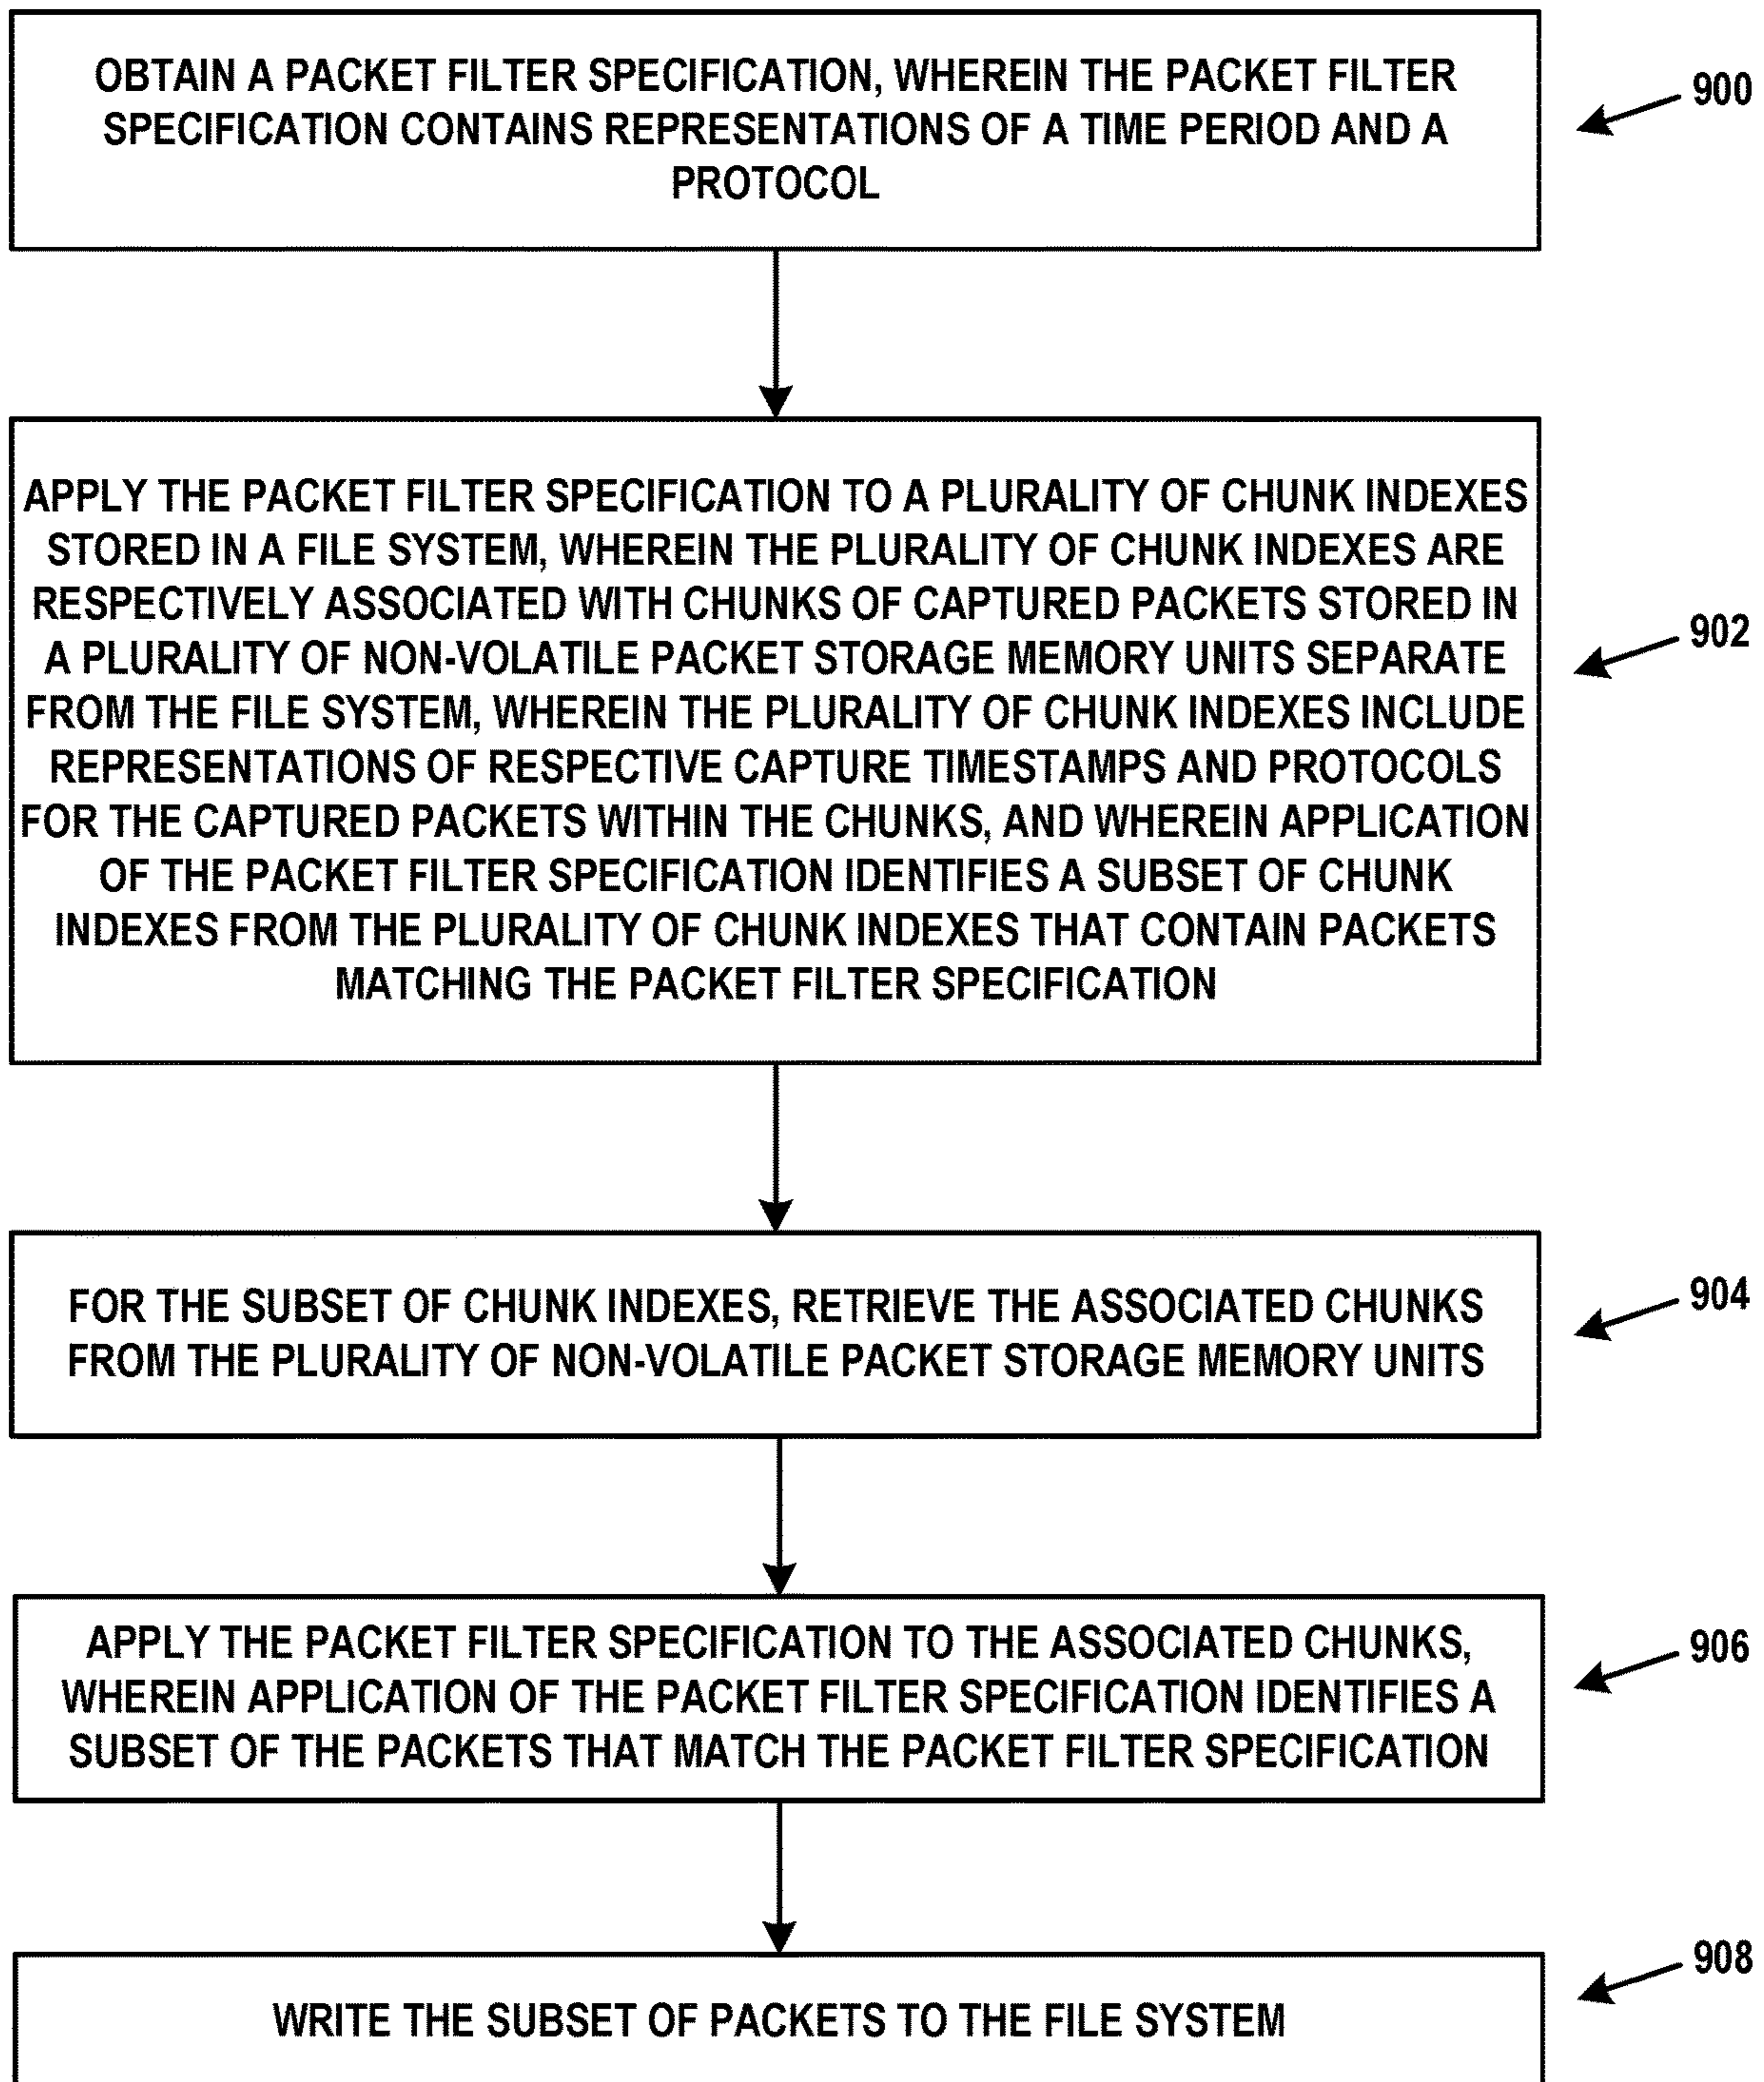 OBTAIN A PACKET FILTER SPECIFICATION, WHEREIN THE PACKET FILTER
SPECIFICATION CONTAINS REPRESENTATIONS OF A TIME PERIOD AND A
PROTOCOL
900
APPLY THE PACKET FILTER SPECIFICATION TO A PLURALITY OF CHUNK INDEXES
STORED IN A FILE SYSTEM, WHEREIN THE PLURALITY OF CHUNK INDEXES ARE
RESPECTIVELY ASSOCIATED WITH CHUNKS OF CAPTURED PACKETS STORED IN
A PLURALITY OF NON-VOLATILE PACKET STORAGE MEMORY UNITS SEPARATE
FROM THE FILE SYSTEM, WHEREIN THE PLURALITY OF CHUNK INDEXES INCLUDE
REPRESENTATIONS OF RESPECTIVE CAPTURE TIMESTAMPS AND PROTOCOLS
FOR THE CAPTURED PACKETS WITHIN THE CHUNKS, AND WHEREIN APPLICATION
OF THE PACKET FILTER SPECIFICATION IDENTIFIES A SUBSET OF CHUNK
INDEXES FROM THE PLURALITY OF CHUNK INDEXES THAT CONTAIN PACKETS
MATCHING THE PACKET FILTER SPECIFICATION
902
FOR THE SUBSET OF CHUNK INDEXES, RETRIEVE THE ASSOCIATED CHUNKS
FROM THE PLURALITY OF NON-VOLATILE PACKET STORAGE MEMORY UNITS
904
APPLY THE PACKET FILTER SPECIFICATION TO THE ASSOCIATED CHUNKS,
WHEREIN APPLICATION OF THE PACKET FILTER SPECIFICATION IDENTIFIES A
SUBSET OF THE PACKETS THAT MATCH THE PACKET FILTER SPECIFICATION
906
WRITE THE SUBSET OF PACKETS TO THE FILE SYSTEM
908